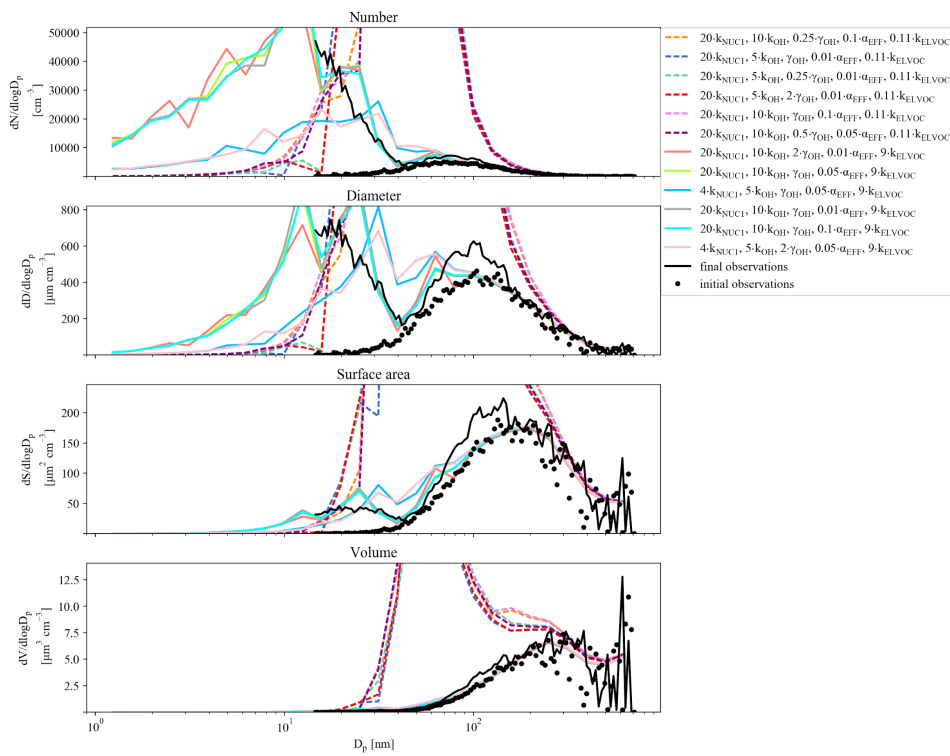 Number
50000
40000
30000
20000
10000
dN/dlogDp
[cm⁻³]
Diameter
800
600
400
200
dD/dlogDp
[μm cm⁻³]
Surface area
200
150
100
50
dS/dlogDp
[μm² cm⁻³]
Volume
12.5
10.0
7.5
5.0
2.5
dV/dlogDp
[μm³ cm⁻³]
10⁰ 10¹ 10²
Dp [nm]
20·kNUC1, 10·kOH, 0.25·γOH, 0.1·αEFF, 0.11·kELVOC
20·kNUC1, 5·kOH, γOH, 0.01·αEFF, 0.11·kELVOC
20·kNUC1, 5·kOH, 0.25·γOH, 0.01·αEFF, 0.11·kELVOC
20·kNUC1, 5·kOH, 2·γOH, 0.01·αEFF, 0.11·kELVOC
20·kNUC1, 10·kOH, γOH, 0.1·αEFF, 0.11·kELVOC
20·kNUC1, 10·kOH, 0.5·γOH, 0.05·αEFF, 0.11·kELVOC
20·kNUC1, 10·kOH, 2·γOH, 0.01·αEFF, 9·kELVOC
20·kNUC1, 10·kOH, γOH, 0.05·αEFF, 9·kELVOC
4·kNUC1, 5·kOH, γOH, 0.05·αEFF, 9·kELVOC
20·kNUC1, 10·kOH, γOH, 0.01·αEFF, 9·kELVOC
20·kNUC1, 10·kOH, γOH, 0.1·αEFF, 9·kELVOC
4·kNUC1, 5·kOH, 2·γOH, 0.05·αEFF, 9·kELVOC
final observations
initial observations